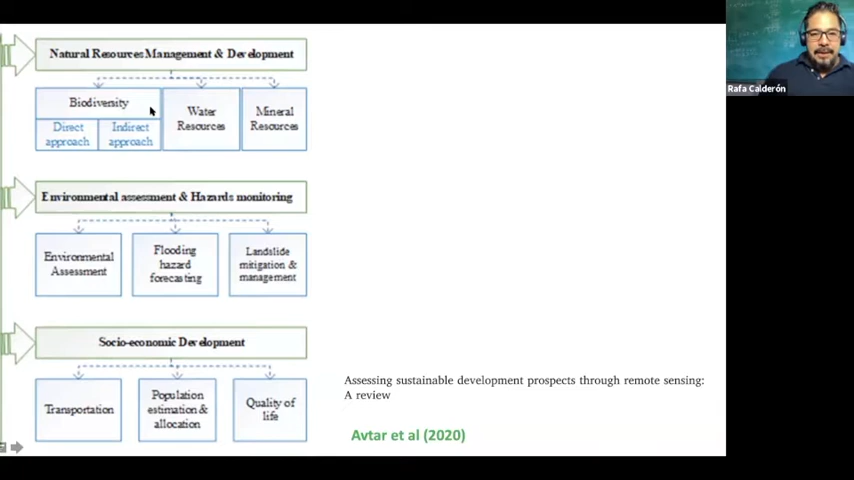 Natural Resources Management & Development
Biodiversity
Direct
approach
Indirect
approach
Water
Resources
Mineral
Resources
Environmental assessment & Hazards monitoring
Environmental
Assessment
Flooding
hazard
forecasting
Landslide
mitigation &
management
Socio-economic Development
Transportation
Population
estimation &
allocation
Quality of
life
Assessing sustainable development prospects through remote sensing:
A review
Avtar et al (2020)
Rafa Calderón